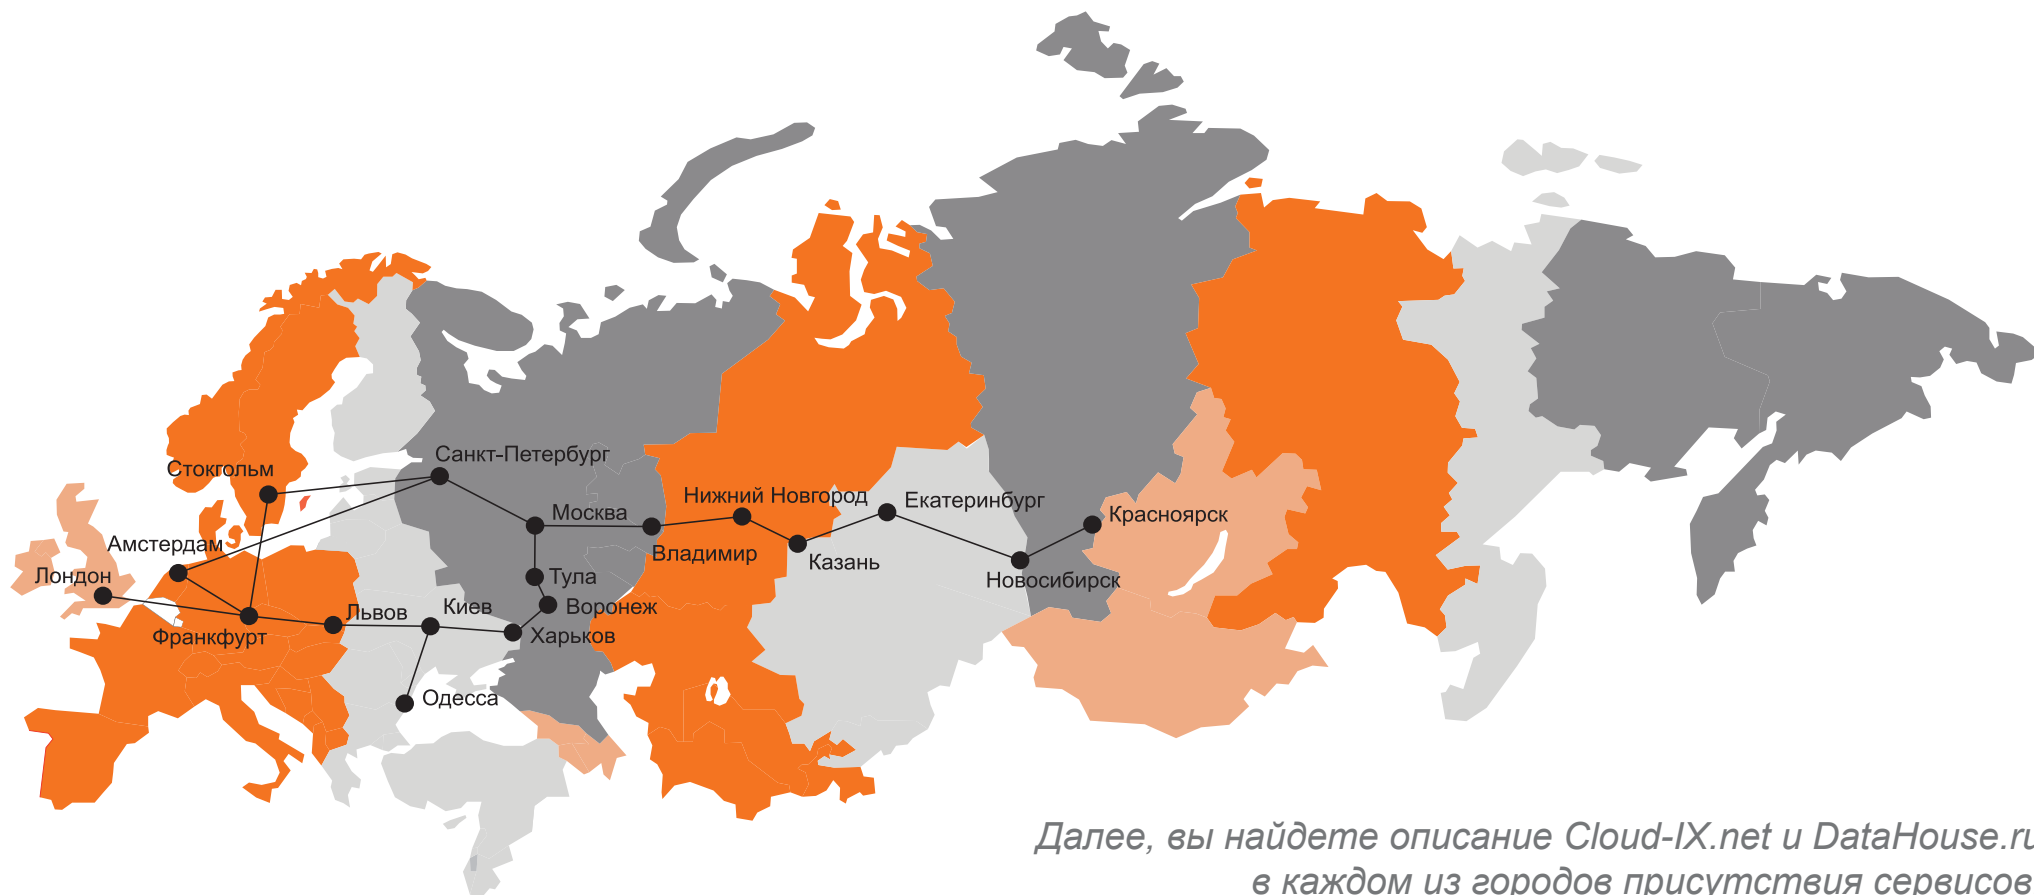 Санкт-Петербург
Стокгольм
Нижний Новгород
Екатеринбург
Москва
Красноярск
Амстердам
Владимир
Казань
Лондон
Тула
Новосибирск
Киев
Воронеж
Львов
Франкфурт
Харьков
Одесса
Далее, вы найдете описание Cloud-IX.net и DataHouse.ru
в каждом из городов присутствия сервисов